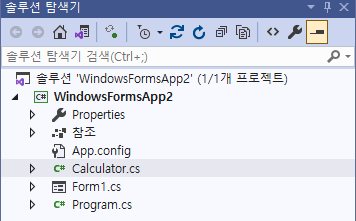 솔루션 탐색기
솔루션 탐색기 검색(Ctrl+;)
솔루션 'WindowsFormsApp2' (1/1개 프로젝트)
C# WindowsFormsApp2
Properties
참조
App.config
C# Calculator.cs
Form1.cs
C# Program.cs